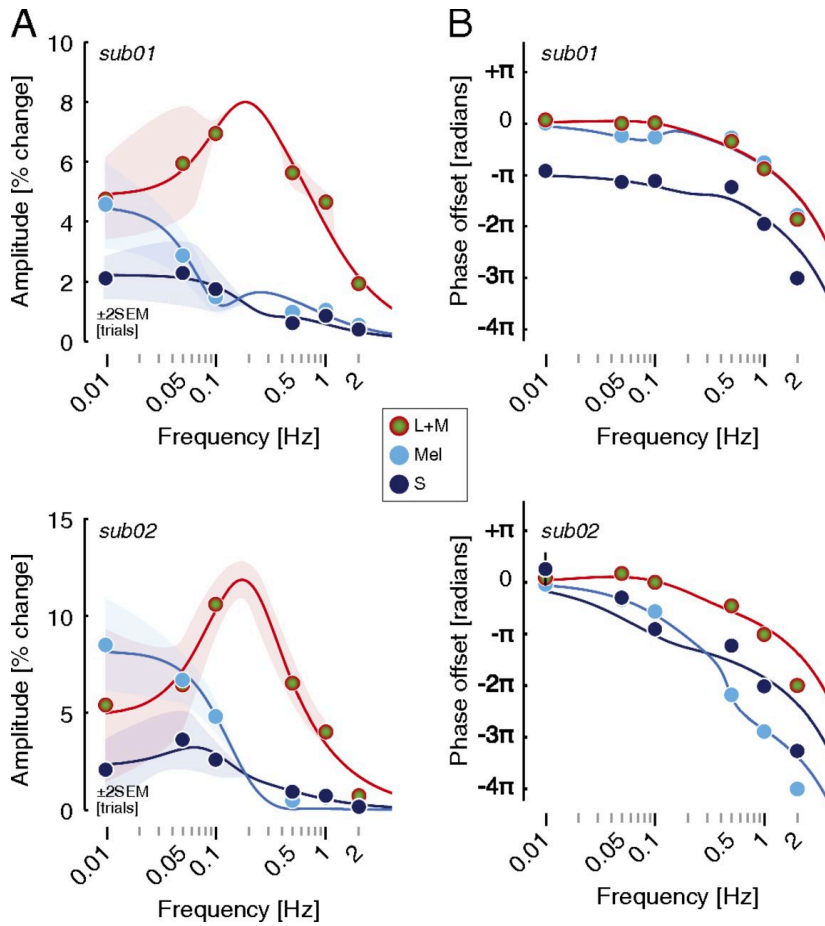 A
sub01
Amplitude [% change]
10
8
6
4
2
0
±2SEM
[trials]
0.01
0.05
0.1
0.5
1
2
Frequency [Hz]
B
sub01
Phase offset [radians]
+π
0
-π
-2π
-3π
-4π
0.01
0.05
0.1
0.5
1
2
Frequency [Hz]
L+M
Mel
S
sub02
Amplitude [% change]
15
10
5
0
±2SEM
[trials]
0.01
0.05
0.1
0.5
1
2
Frequency [Hz]
sub02
Phase offset [radians]
+π
0
-π
-2π
-3π
-4π
0.01
0.05
0.1
0.5
1
2
Frequency [Hz]